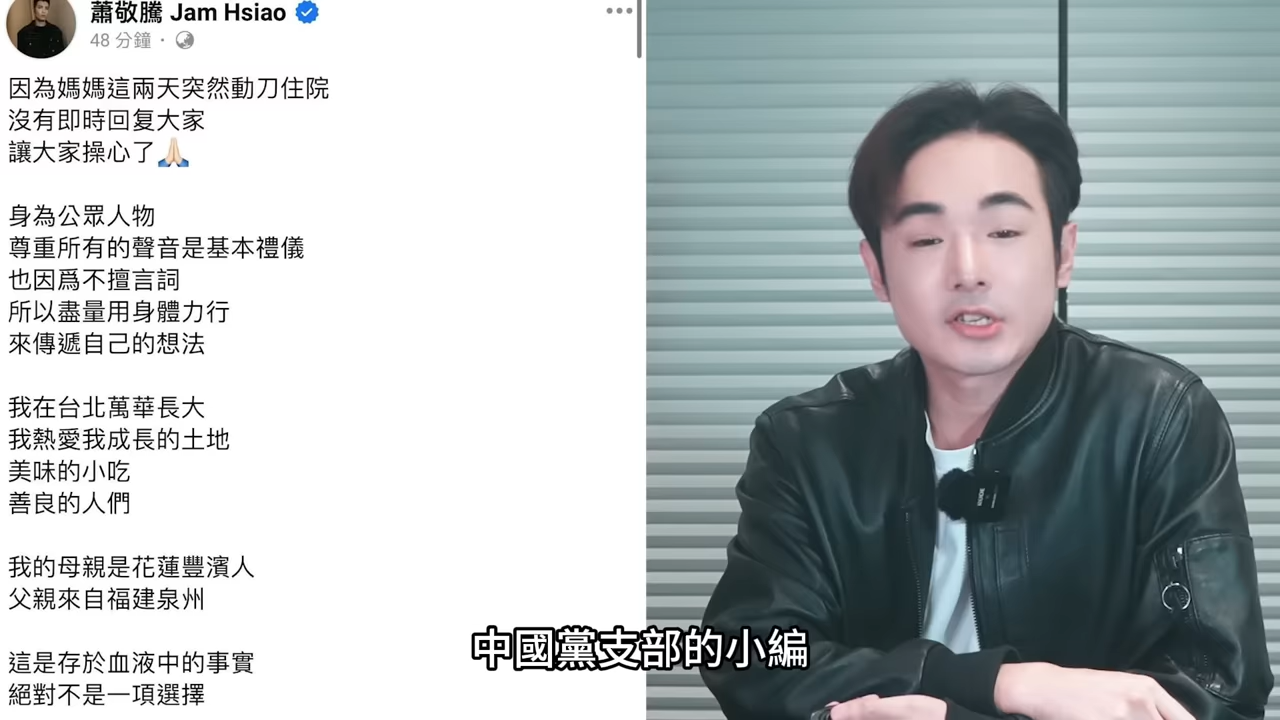 蕭敬騰 Jam Hsiao
48 分鐘 ·
因為媽媽這兩天突然動刀住院
沒有即時回复大家
讓大家操心了🙏🏻
身為公眾人物
尊重所有的聲音是基本禮儀
也因爲不擅言詞
所以盡量用身體力行
來傳遞自己的想法
我在台北萬華長大
我熱愛我成長的土地
美味的小吃
善良的人們
我的母親是花蓮豐濱人
父親來自福建泉州
這是存於血液中的事實
絕對不是一項選擇
中國黨支部的小編